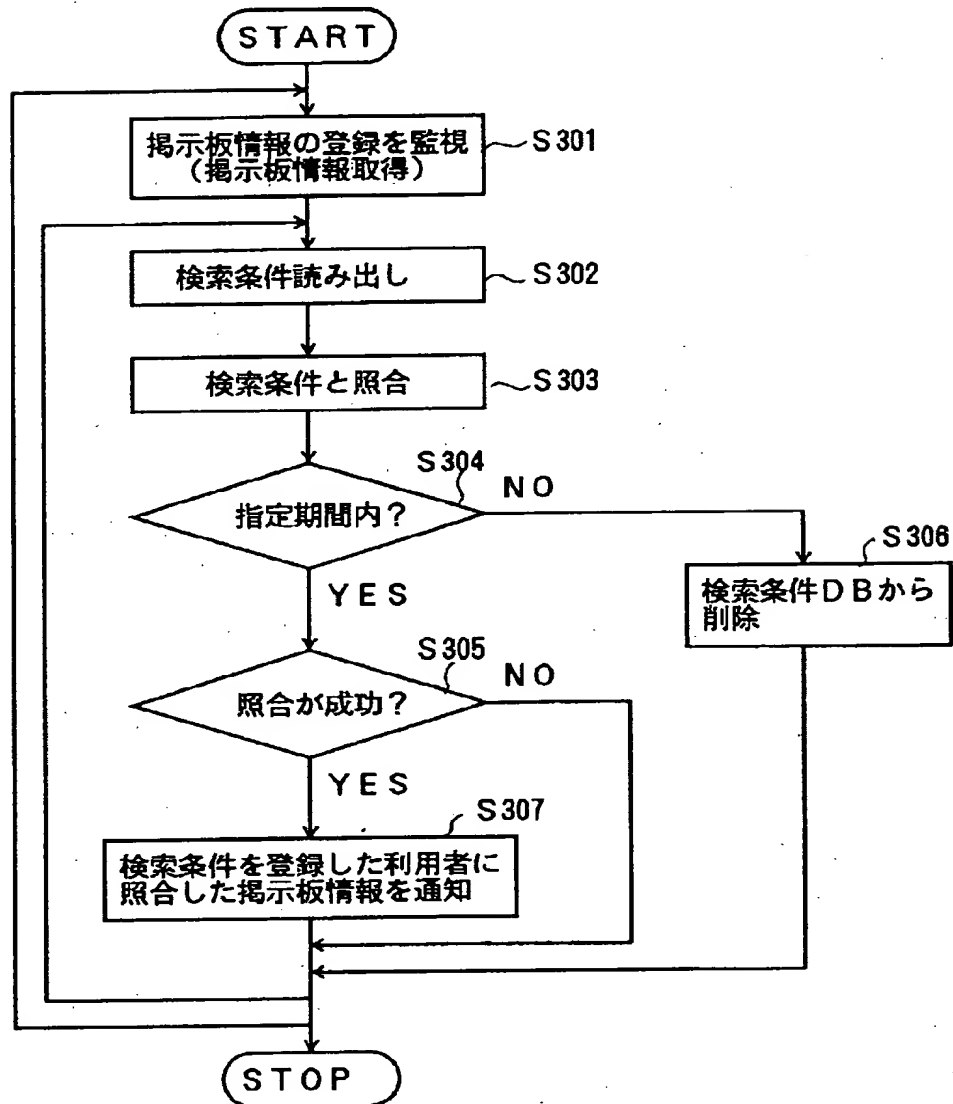 START
掲示板情報の登録を監視
(掲示板情報取得)
S301
検索条件読み出し
S302
検索条件と照合
S303
S304
指定期間内?
NO
YES
S306
検索条件DBから
削除
S305
照合が成功?
NO
YES
S307
検索条件を登録した利用者に
照合した掲示板情報を通知
STOP